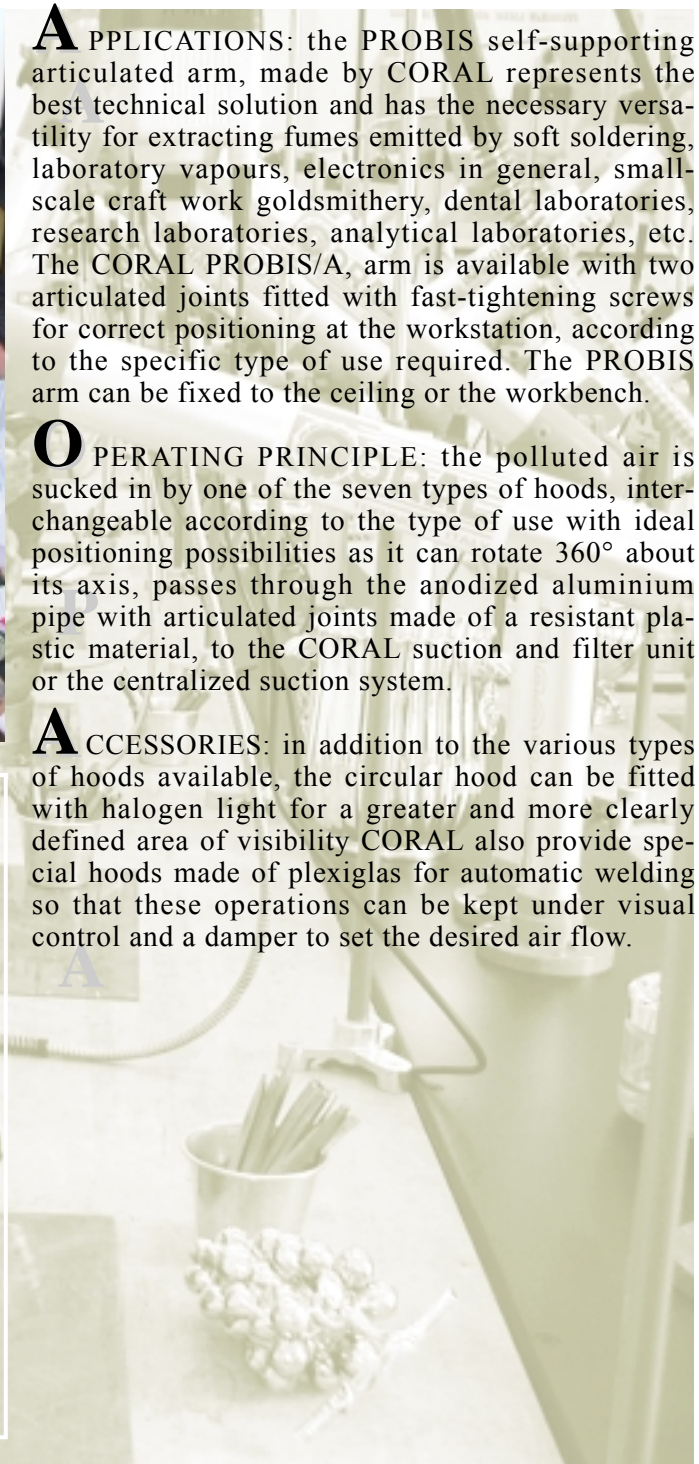 A PPLICATIONS: the PROBIS self-supporting
articulated arm, made by CORAL represents the
best technical solution and has the necessary versa-
tility for extracting fumes emitted by soft soldering,
laboratory vapours, electronics in general, small-
scale craft work goldsmithery, dental laboratories,
research laboratories, analytical laboratories, etc.
The CORAL PROBIS/A, arm is available with two
articulated joints fitted with fast-tightening screws
for correct positioning at the workstation, according
to the specific type of use required. The PROBIS
arm can be fixed to the ceiling or the workbench.
O PERATING PRINCIPLE: the polluted air is
sucked in by one of the seven types of hoods, inter-
changeable according to the type of use with ideal
positioning possibilities as it can rotate 360° about
its axis, passes through the anodized aluminium
pipe with articulated joints made of a resistant pla-
stic material, to the CORAL suction and filter unit
or the centralized suction system.
A CCESSORIES: in addition to the various types
of hoods available, the circular hood can be fitted
with halogen light for a greater and more clearly
defined area of visibility CORAL also provide spe-
cial hoods made of plexiglas for automatic welding
so that these operations can be kept under visual
control and a damper to set the desired air flow.
A
P
A